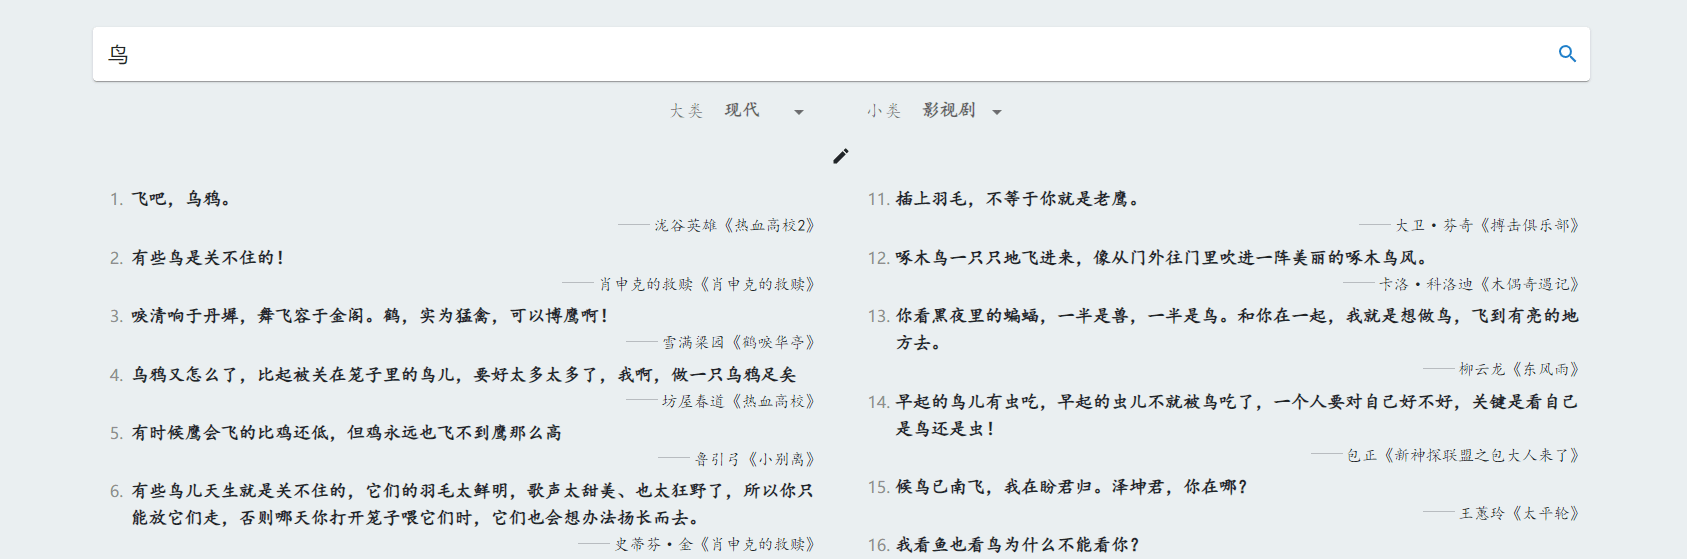 鸟
大类 现代 小类 影视剧
1. 飞吧，乌鸦。
——泷谷英雄《热血高校2》
2. 有些鸟是关不住的！
——肖申克的救赎《肖申克的救赎》
3. 唳清响于丹墀，舞飞容于金阁。鹤，实为猛禽，可以博鹰啊！
——雪满梁园《鹤唳华亭》
4. 乌鸦又怎么了，比起被关在笼子里的鸟儿，要好太多太多了，我啊，做一只乌鸦足矣
——坊屋春道《热血高校》
5. 有时候鹰会飞的比鸡还低，但鸡永远也飞不到鹰那么高
——鲁引弓《小别离》
6. 有些鸟儿天生就是关不住的，它们的羽毛太鲜明，歌声太甜美、也太狂野了，所以你只
能放它们走，否则哪天你打开笼子喂它们时，它们也会想办法扬长而去。
——史蒂芬·金《肖申克的救赎》
11. 插上羽毛，不等于你就是老鹰。
——大卫·芬奇《搏击俱乐部》
12. 啄木鸟一只只地飞进来，像从门外往门里吹进一阵美丽的啄木鸟风。
——卡洛·科洛迪《木偶奇遇记》
13. 你看黑夜里的蝙蝠，一半是兽，一半是鸟。和你在一起，我就是想做鸟，飞到有亮的地
方去。
——柳云龙《东风雨》
14. 早起的鸟儿有虫吃，早起的虫儿不就被鸟吃了，一个人要对自己好不好，关键是看自己
是鸟还是虫！
——包正《新神探联盟之包大人来了》
15. 候鸟已南飞，我在盼君归。泽坤君，你在哪？
——王蕙玲《太平轮》
16. 我看鱼也看鸟为什么不能看你？